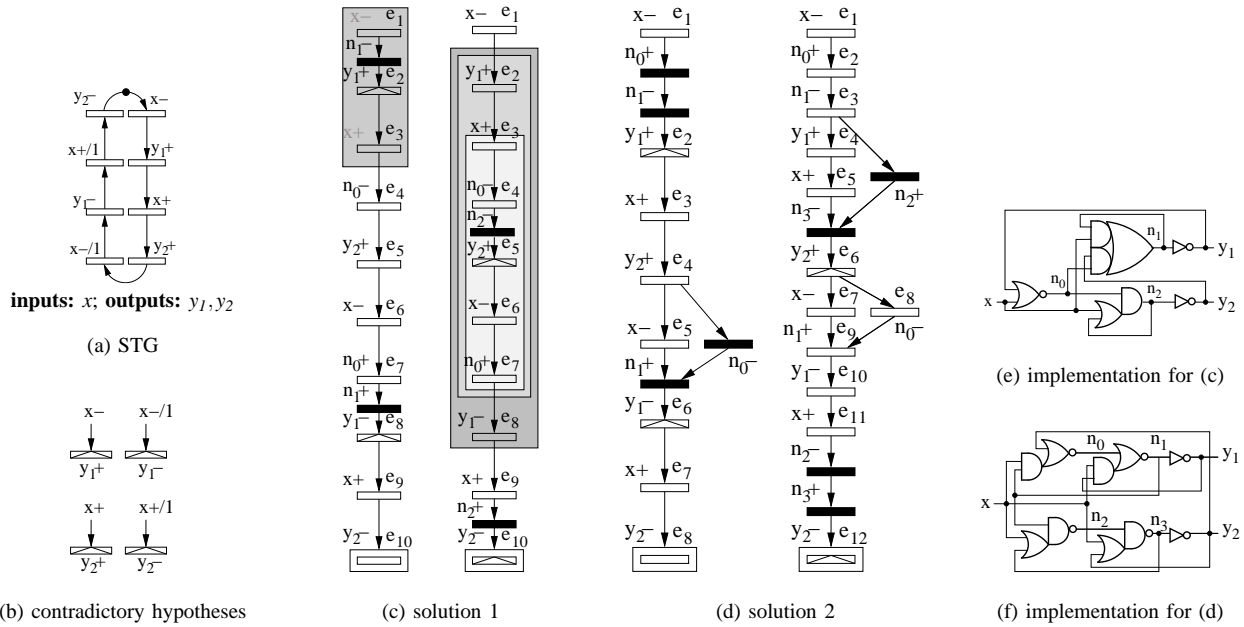 y2−
x−
x+/1
y1+
y1−
x+
x−/1
y2+
inputs: x; outputs: y1,y2
(a) STG
x−
x−/1
y1+
y1−
x+
x+/1
y2+
y2−
(b) contradictory hypotheses
x− e1
n1−
y1+ e2
x+ e3
n0− e4
y2+ e5
x− e6
n0+ e7
n1+
y1− e8
x+ e9
y2− e10
x− e1
y1+ e2
x+ e3
n0− e4
n2−
y2+ e5
x− e6
n0+ e7
y1− e8
x+ e9
n2+
y2− e10
(c) solution 1
x− e1
n0+
n1−
y1+ e2
x+ e3
y2+ e4
x− e5
n0−
n1+
y1− e6
x+ e7
y2− e8
x− e1
n0+ e2
n1− e3
y1+ e4
x+ e5
n2+
n3−
y2+ e6
x− e7
e8
n0−
n1+ e9
y1− e10
x+ e11
n2−
n3+
y2− e12
(d) solution 2
n1
y1
n0
n2
x
y2
(e) implementation for (c)
n0
n1
y1
x
n2
n3
y2
(f) implementation for (d)